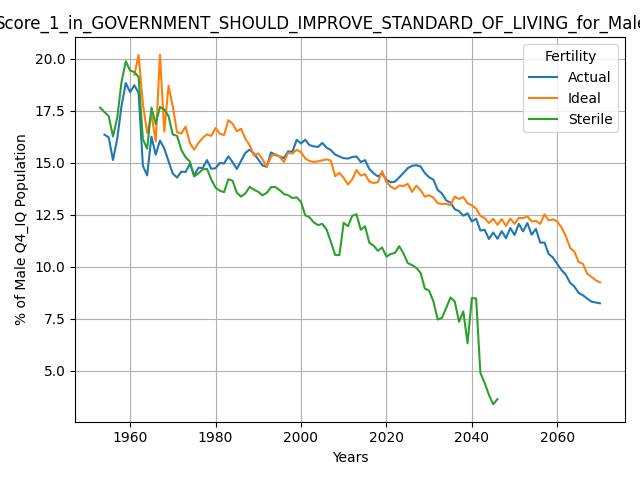 Score_1_in_GOVERNMENT_SHOULD_IMPROVE_STANDARD_OF_LIVING_for_Male
Fertility
Actual
Ideal
Sterile
20.0
17.5
15.0
12.5
10.0
7.5
5.0
% of Male Q4_IQ Population
1960 1980 2000 2020 2040 2060
Years